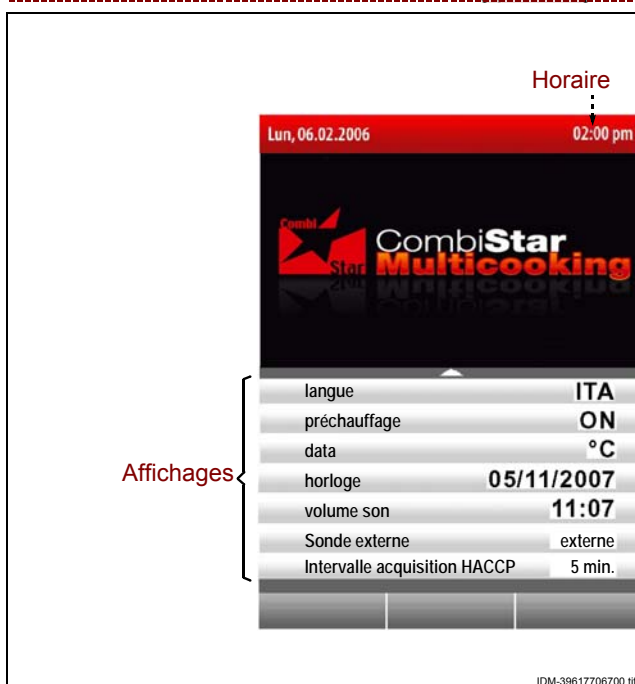 Horaire
Lun, 06.02.2006 02:00 pm
Combi
Star
CombiStar
Multicooking
langue ITA
préchauffage ON
data °C
horloge 05/11/2007
volume son 11:07
Sonde externe externe
Intervalle acquisition HACCP 5 min.
Affichages
IDM-39617706700.tif